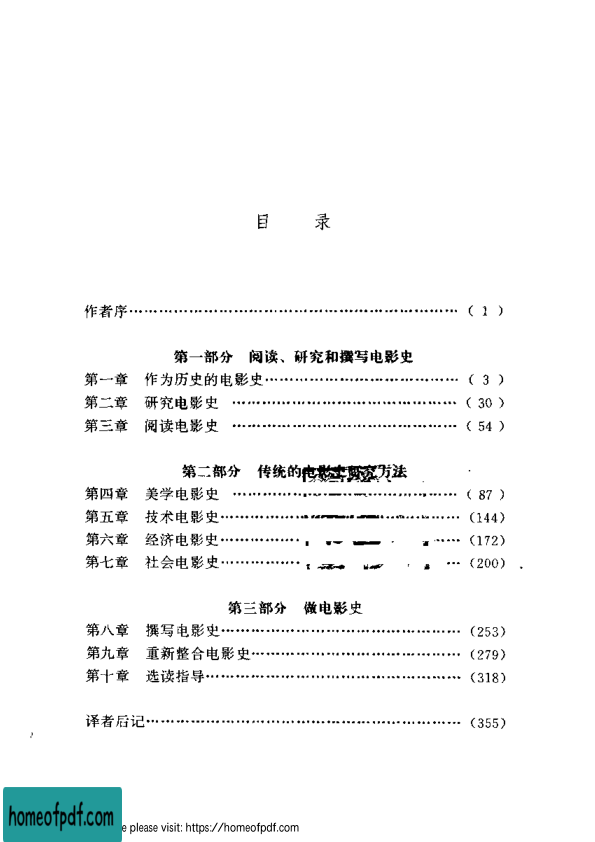 目 录
作者序………………………………………………………( 1 )
第一部分 阅读、研究和撰写电影史
第一章 作为历史的电影史……………………………( 3 )
第二章 研究电影史 ……………………………………( 30 )
第三章 阅读电影史 ……………………………………( 54 )
第二部分 传统的电影史研究方法
第四章 美学电影史 ……………………………………( 87 )
第五章 技术电影史………………………………………(144)
第六章 经济电影史………………………………………(172)
第七章 社会电影史………………………………………(200)
第三部分 做电影史
第八章 撰写电影史………………………………………(253)
第九章 重新整合电影史…………………………………(279)
第十章 选读指导…………………………………………(318)
译者后记……………………………………………………(355)
homeofpdf.com
e please visit: https://homeofpdf.com